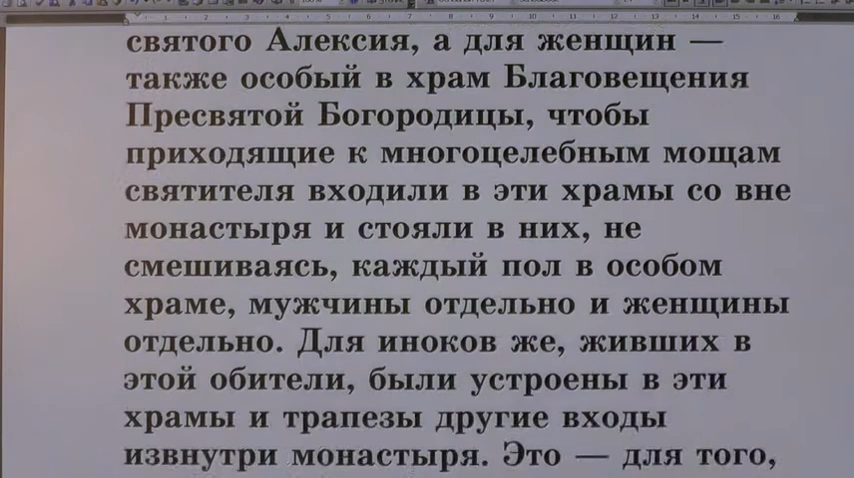 святого Алексия, а для женщин —
также особый в храм Благовещения
Пресвятой Богородицы, чтобы
приходящие к многоцелебным мощам
святителя входили в эти храмы со вне
монастыря и стояли в них, не
смешиваясь, каждый пол в особом
храме, мужчины отдельно и женщины
отдельно. Для иноков же, живших в
этой обители, были устроены в эти
храмы и трапезы другие входы
извнутри монастыря. Это — для того,